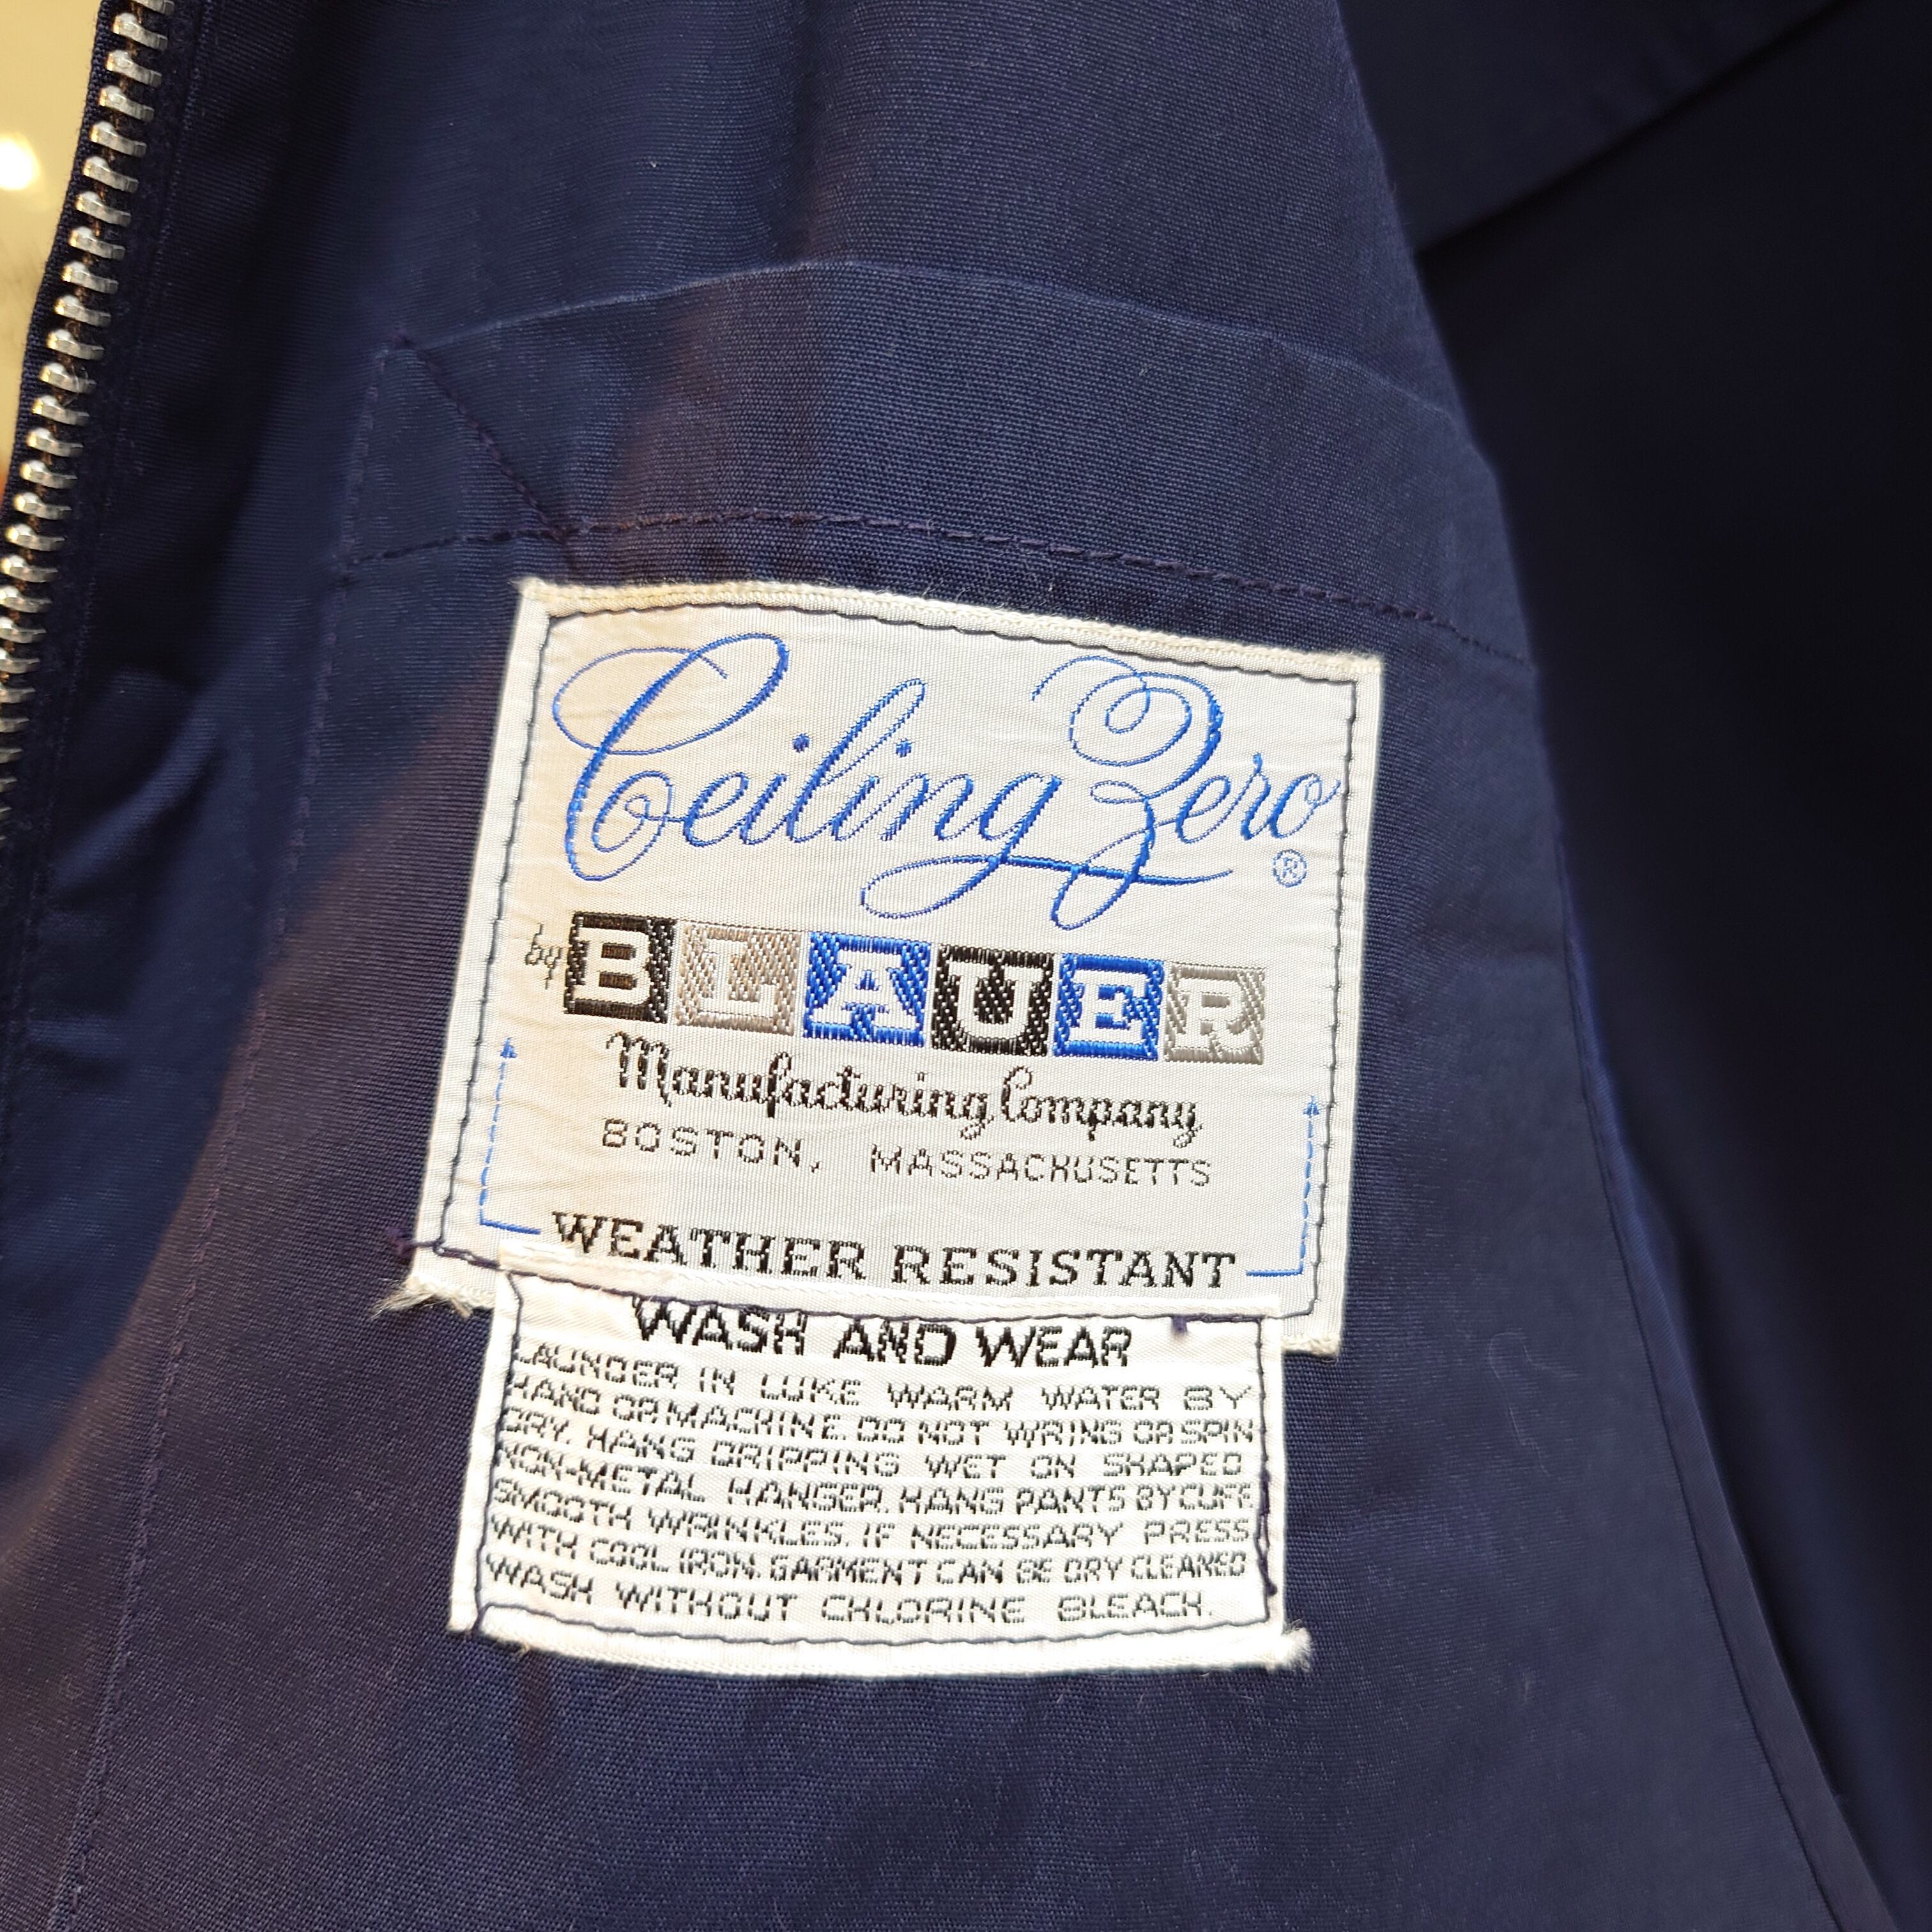 Ceiling Zero ®
by BLAUER
Manufacturing Company
BOSTON, MASSACHUSETTS
WEATHER RESISTANT
WASH AND WEAR
LAUNDER IN LUKE WARM WATER BY
HAND OR MACHINE. DO NOT WRING OR SPIN
DRY. HANG DRIPPING WET ON SHAPED
NON-METAL HANGER. HANG PANTS BY CUFF.
SMOOTH WRINKLES. IF NECESSARY PRESS
WITH COOL IRON. GARMENT CAN BE DRY CLEANED
WASH WITHOUT CHLORINE BLEACH.